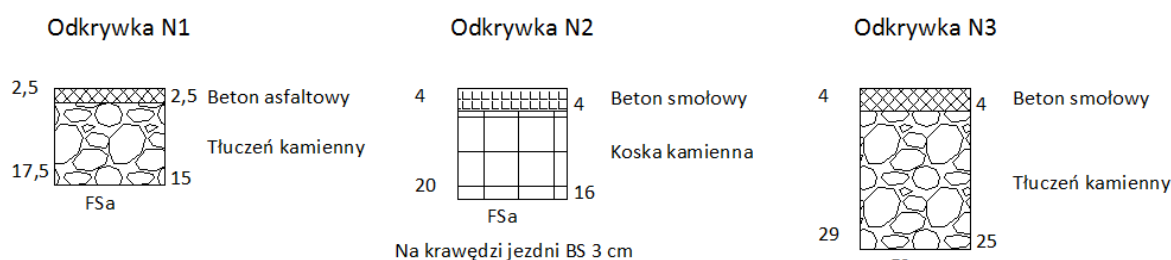 Odkrywka N1
2,5
2,5 Beton asfaltowy
Tłuczeń kamienny
17,5
15
FSa
Odkrywka N2
4
4
Beton smołowy
Koska kamienna
20
16
FSa
Na krawędzi jezdni BS 3 cm
Odkrywka N3
4
4
Beton smołowy
Tłuczeń kamienny
29
25